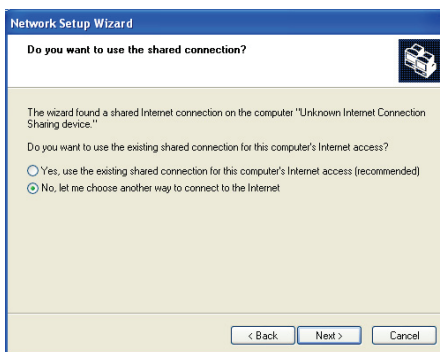 Network Setup Wizard
Do you want to use the shared connection?
The wizard found a shared Internet connection on the computer "Unknown Internet Connection
Sharing device."
Do you want to use the existing shared connection for this computer's Internet access?
Yes, use the existing shared connection for this computer's Internet access (recommended)
No, let me choose another way to connect to the Internet
< Back Next > Cancel